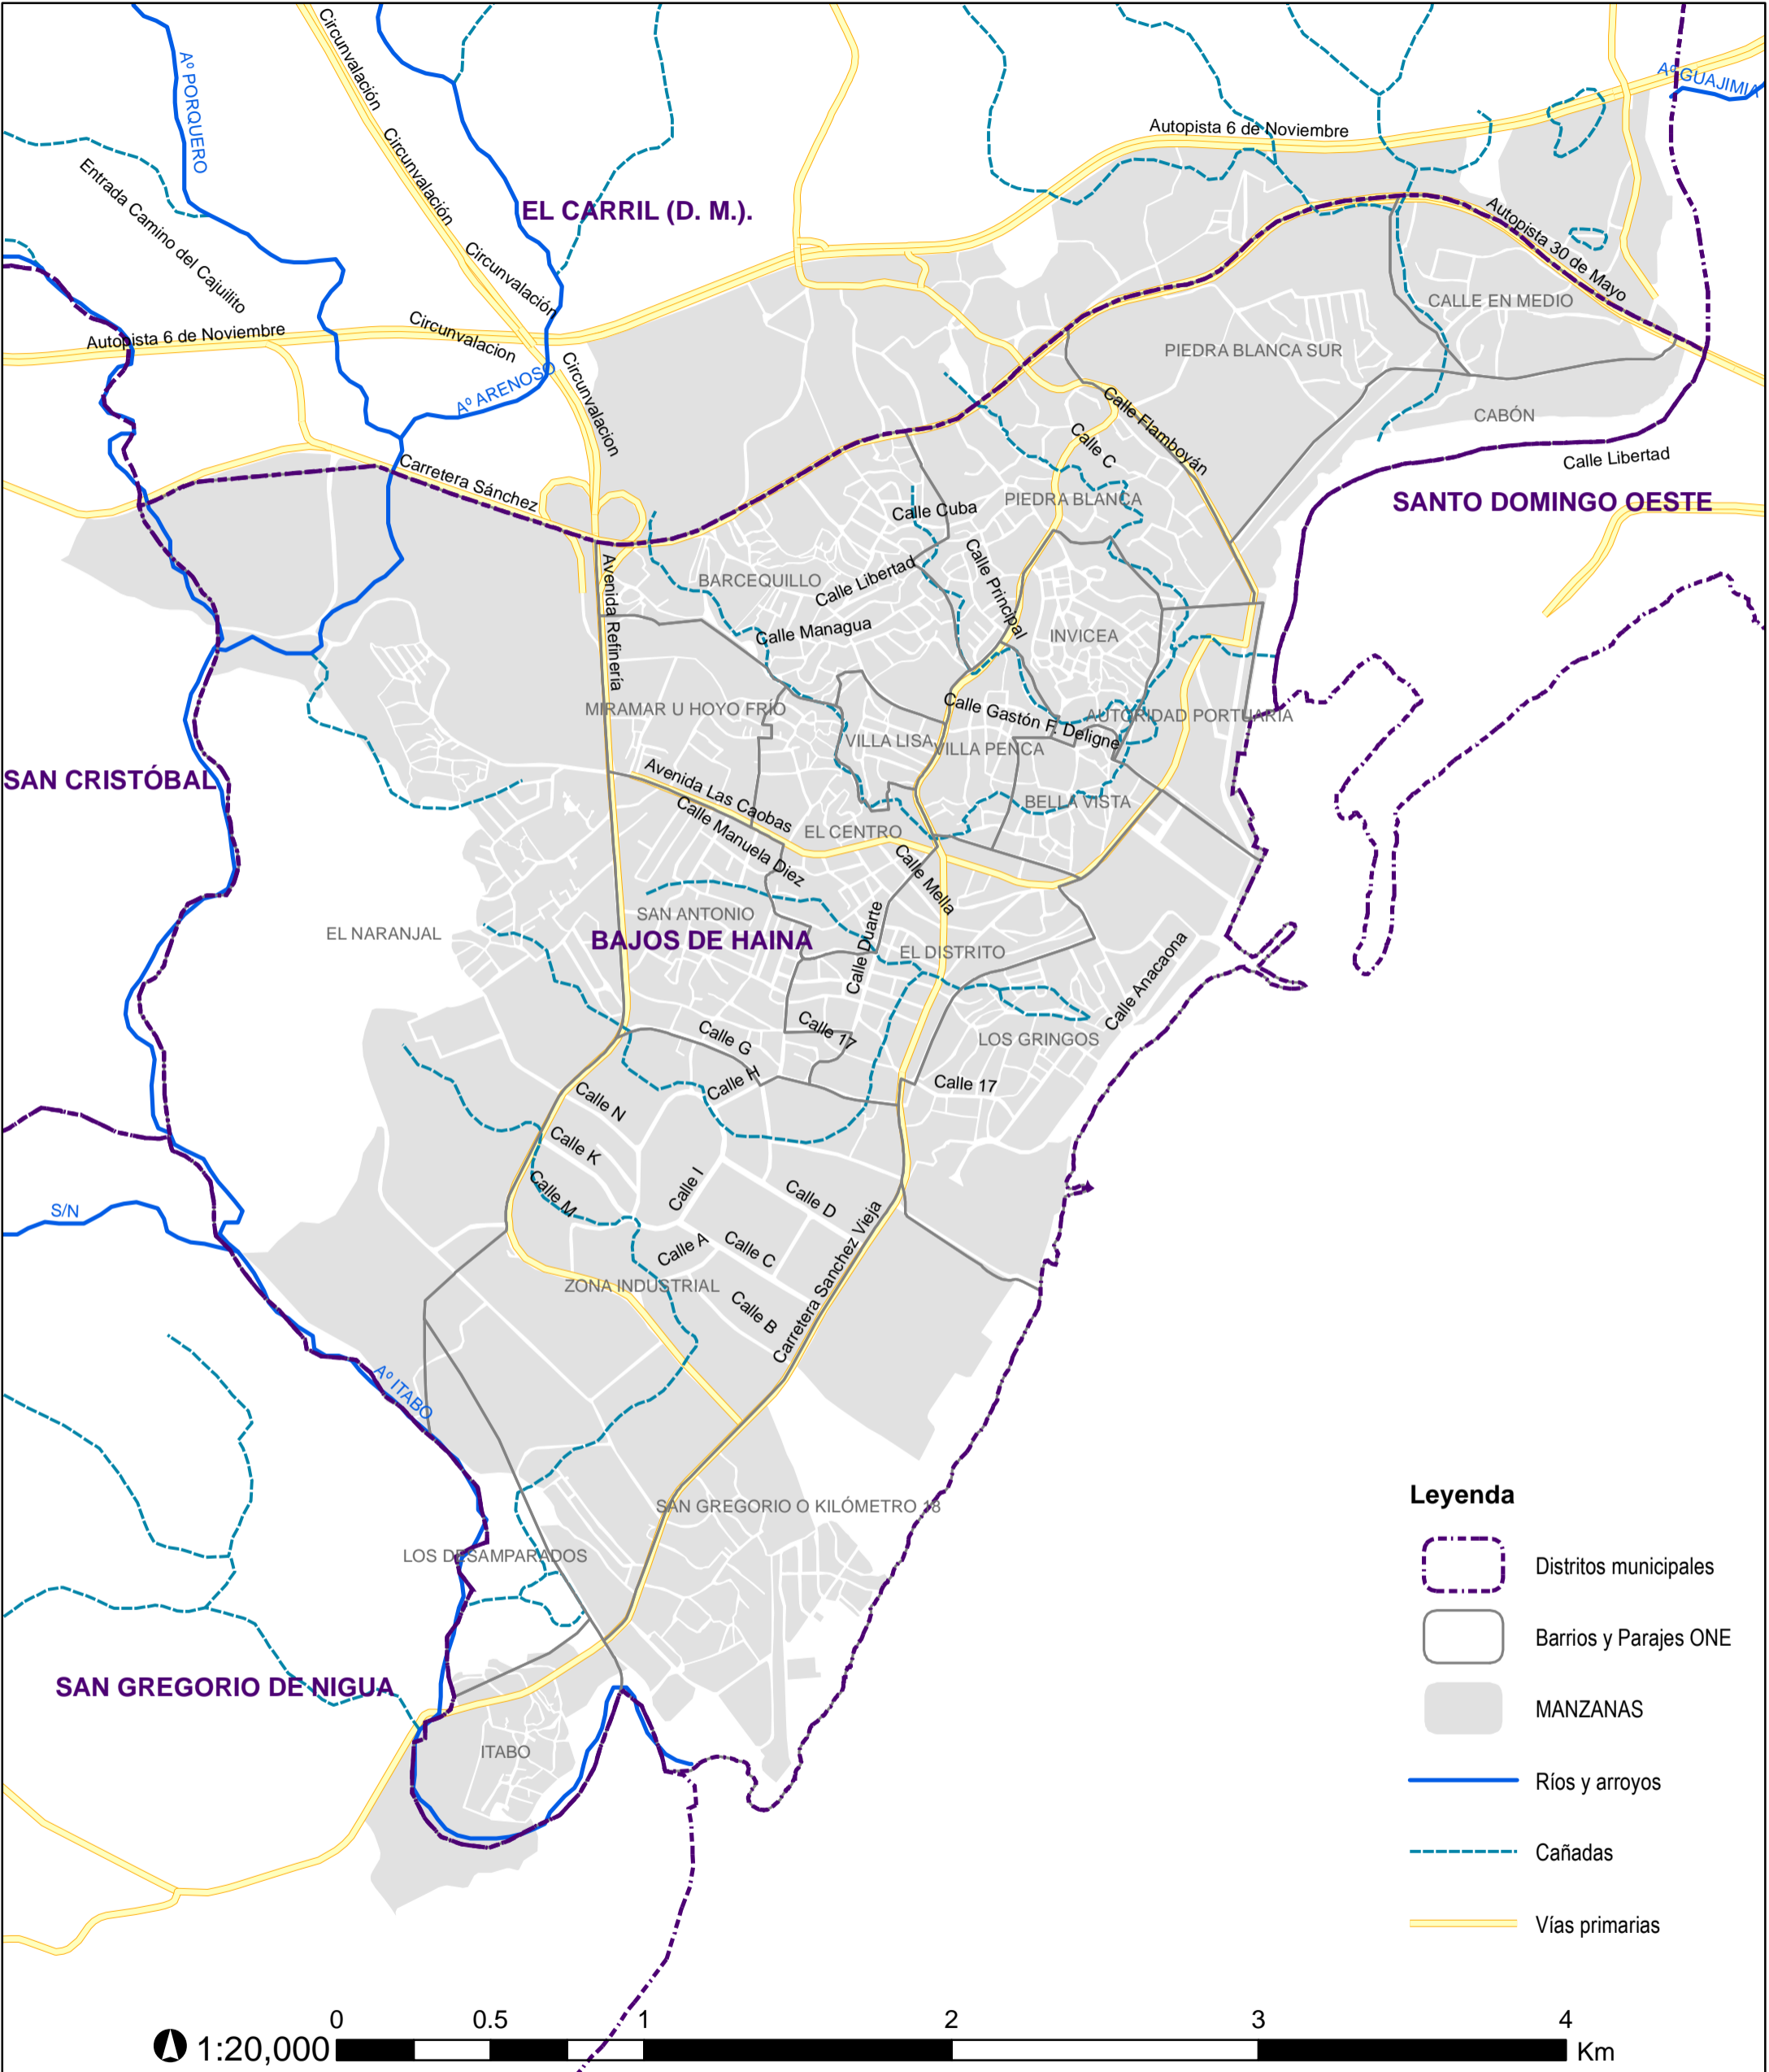 Circunvalación
Aº PORQUERO
Aº GUAJIMIA
Circunvalación
Autopista 6 de Noviembre
Entrada Camino del Cajuilito
EL CARRIL (D. M.).
Autopista 30 de Mayo
Circunvalación
CALLE EN MEDIO
Autopista 6 de Noviembre
Circunvalacion
PIEDRA BLANCA SUR
Aº ARENOSO
Circunvalacion
Calle Flamboyán
CABÓN
Calle C
Calle Libertad
Carretera Sánchez
PIEDRA BLANCA
SANTO DOMINGO OESTE
Calle Cuba
Calle Principal
Avenida Refinería
BARCEQUILLO
Calle Libertad
Calle Managua
INVICEA
MIRAMAR U HOYO FRÍO
Calle Gastón F. Deligne
AUTORIDAD PORTUARIA
VILLA LISA
VILLA PENCA
SAN CRISTÓBAL
Avenida Las Caobas
BELLA VISTA
Calle Manuela Diez
EL CENTRO
Calle Mella
SAN ANTONIO
EL NARANJAL
BAJOS DE HAINA
Calle Duarte
EL DISTRITO
Calle Anacaona
Calle G
Calle 17
LOS GRINGOS
Calle H
Calle 17
Calle N
Calle K
Calle M
Calle I
Calle D
S/N
Calle A
Calle C
Carretera Sanchez Vieja
ZONA INDUSTRIAL
Calle B
Aº ITABO
SAN GREGORIO O KILÓMETRO 18
LOS DESAMPARADOS
SAN GREGORIO DE NIGUA
ITABO
Leyenda
Distritos municipales
Barrios y Parajes ONE
MANZANAS
Ríos y arroyos
Cañadas
Vías primarias
0 0.5 1 2 3 4
1:20,000 Km